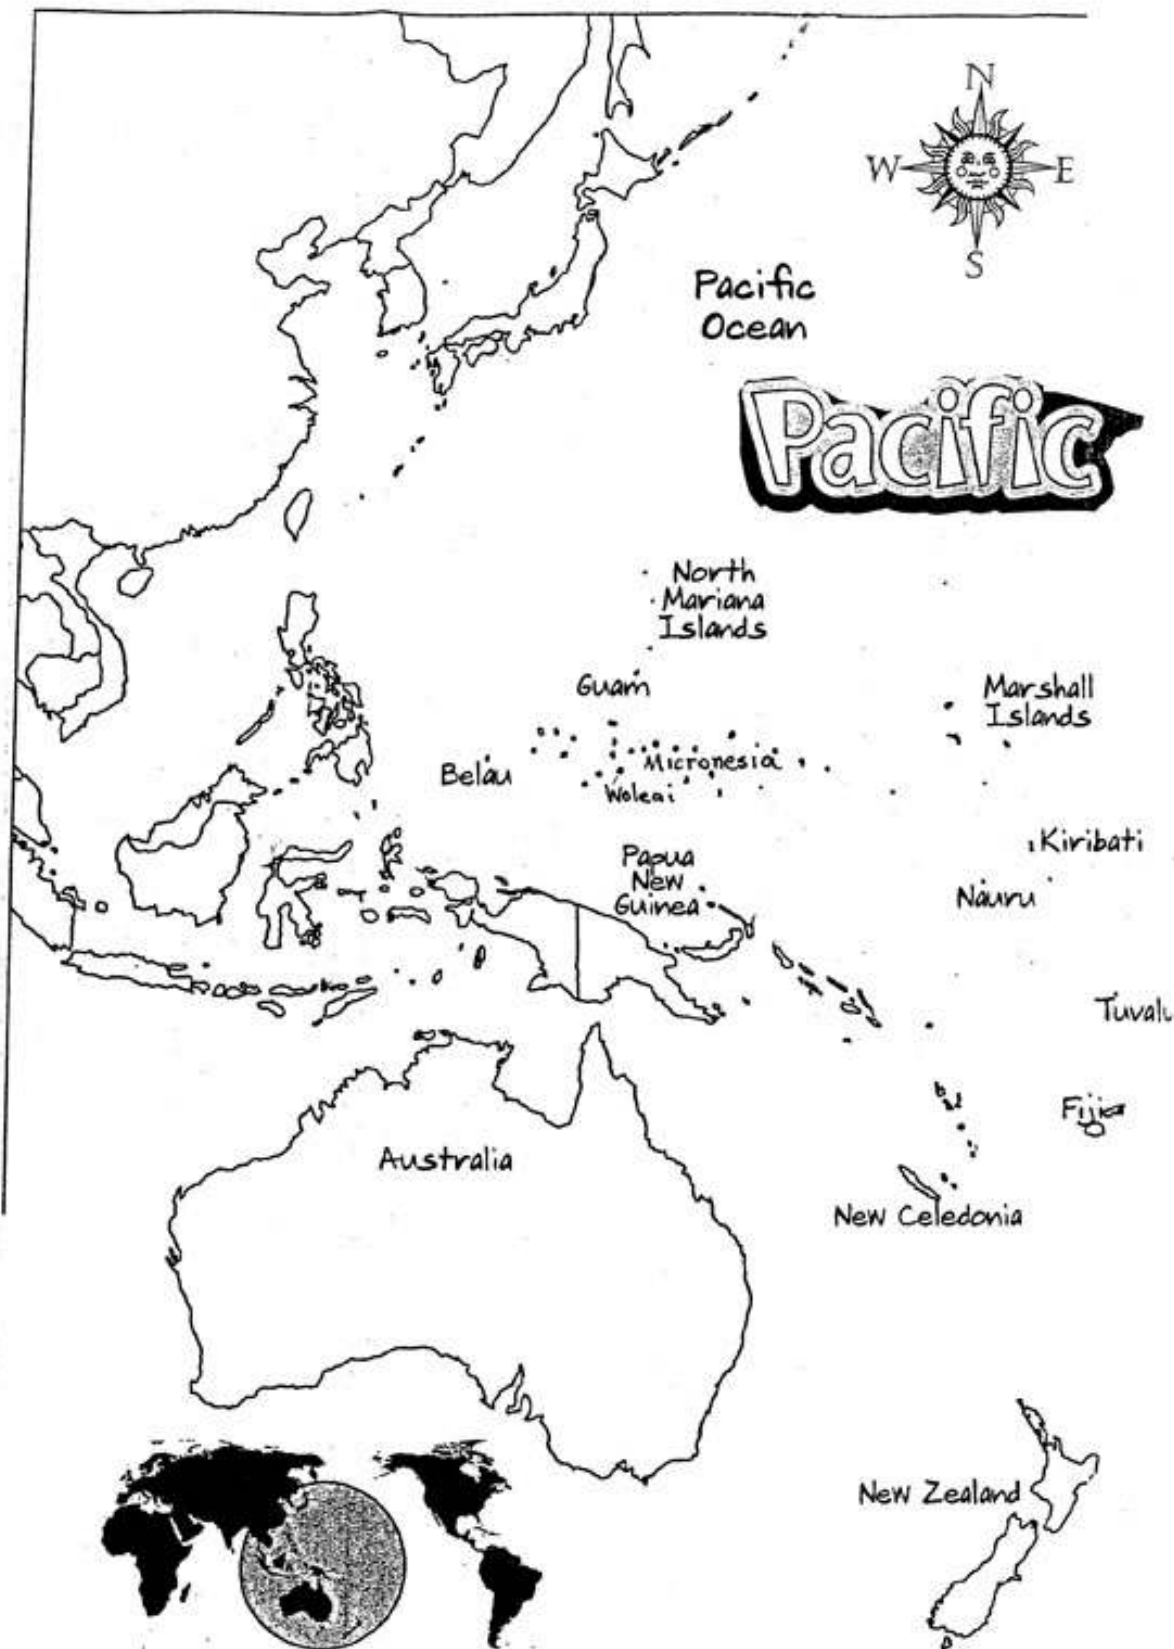 N
W E
S
Pacific
Ocean
Pacific
North
Mariana
Islands
Guam
Marshall
Islands
Belau
Micronesia
Woleai
Kiribati
Papua
New
Guinea
Nauru
Tuvalu
Fiji
Australia
New Celedonia
New Zealand